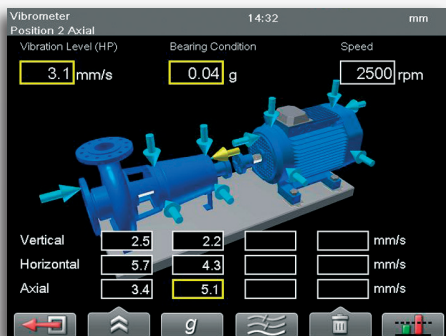 Vibrometer 14:32 mm
Position 2 Axial
Vibration Level (HP) Bearing Condition Speed
3.1 mm/s 0.04 g 2500 rpm
Vertical 2.5 2.2 mm/s
Horizontal 5.7 4.3 mm/s
Axial 3.4 5.1 mm/s
g